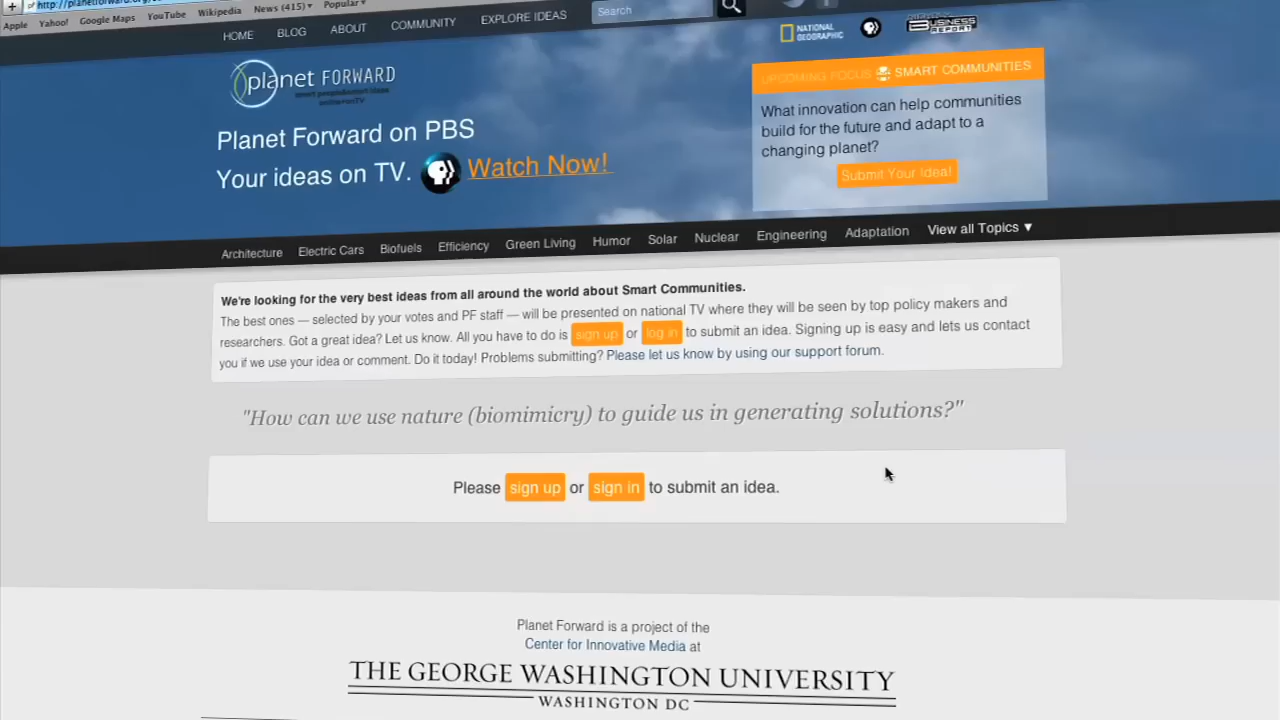 http://planetforward.org/
Apple Yahoo! Google Maps YouTube Wikipedia News (415) ▾ Popular ▾
HOME BLOG ABOUT COMMUNITY EXPLORE IDEAS Search
NATIONAL GEOGRAPHIC
BUSINESS REPORT
planet FORWARD
UPCOMING FOCUS SMART COMMUNITIES
What innovation can help communities
build for the future and adapt to a
changing planet?
Submit Your Idea!
Planet Forward on PBS
Your ideas on TV. Watch Now!
Architecture Electric Cars Biofuels Efficiency Green Living Humor Solar Nuclear Engineering Adaptation View all Topics ▼
We're looking for the very best ideas from all around the world about Smart Communities.
The best ones — selected by your votes and PF staff — will be presented on national TV where they will be seen by top policy makers and
researchers. Got a great idea? Let us know. All you have to do is sign up or log in to submit an idea. Signing up is easy and lets us contact
you if we use your idea or comment. Do it today! Problems submitting? Please let us know by using our support forum.
"How can we use nature (biomimicry) to guide us in generating solutions?"
Please sign up or sign in to submit an idea.
Planet Forward is a project of the
Center for Innovative Media at
THE GEORGE WASHINGTON UNIVERSITY
WASHINGTON DC